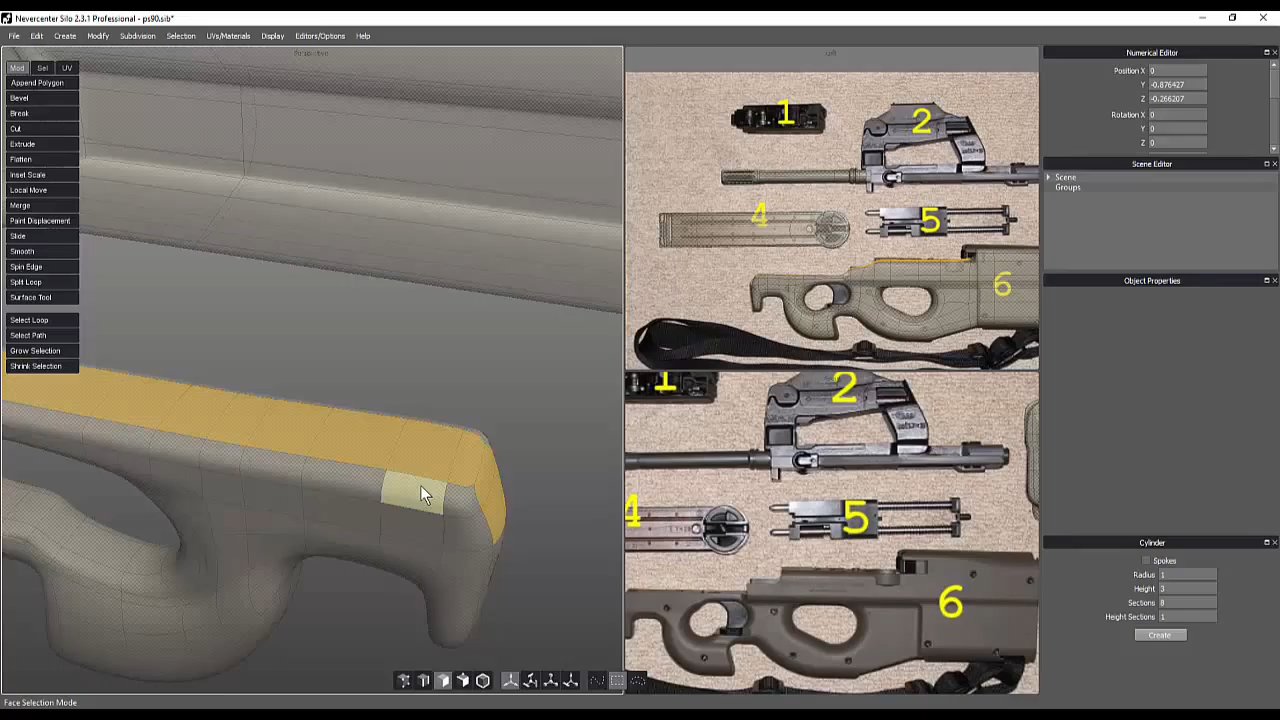 Nevercenter Silo 2.3.1 Professional - ps90.sib*
File Edit Create Modify Subdivision Selection UVs/Materials Display Editors/Options Help
Perspective
Left
Mod Sel UV
Append Polygon
Bevel
Break
Cut
Extrude
Flatten
Inset Scale
Local Move
Merge
Paint Displacement
Slide
Smooth
Spin Edge
Split Loop
Surface Tool
Select Loop
Select Path
Grow Selection
Shrink Selection
1
2
4
5
6
1
2
4
5
6
Numerical Editor
Position X 0
Y -0.876427
Z -0.266207
Rotation X 0
Y 0
Z 0
Scene Editor
Scene
Groups
Object Properties
Cylinder
Spokes
Radius 1
Height 3
Sections 8
Height Sections 1
Create
Face Selection Mode